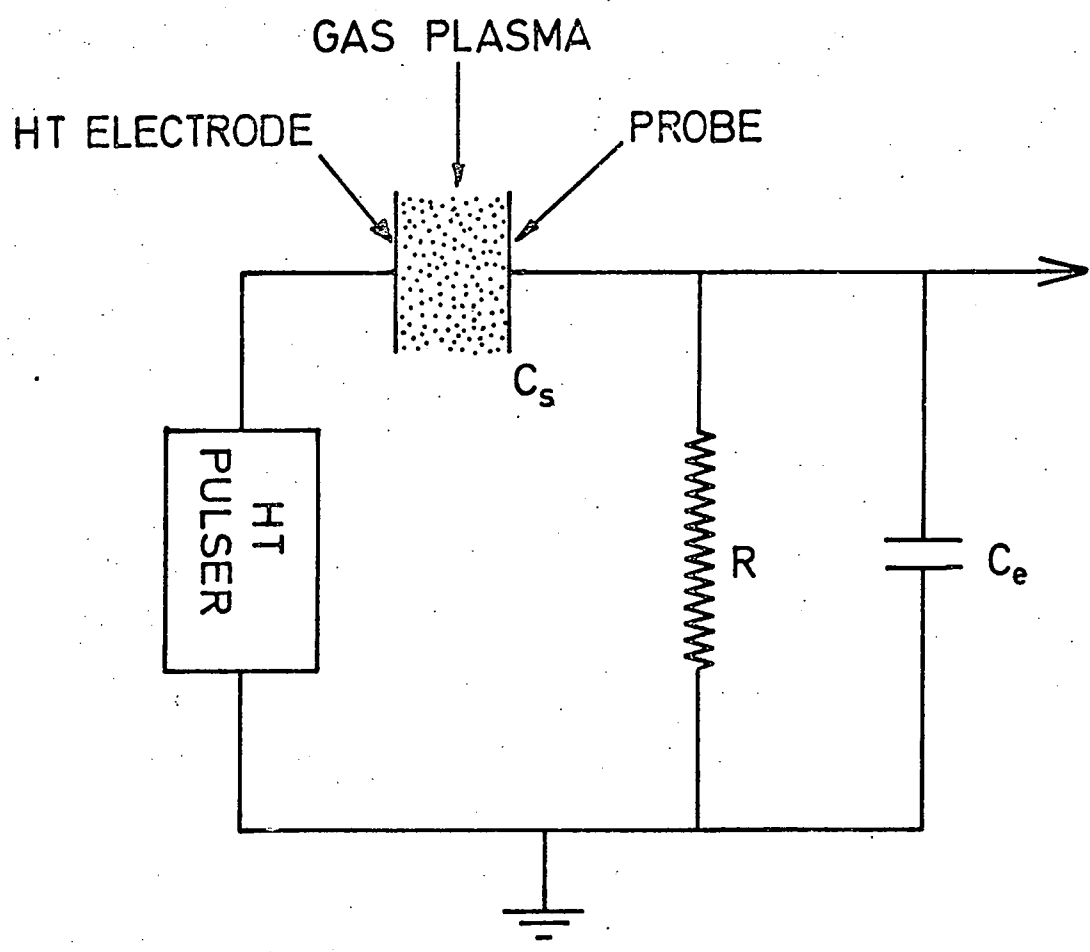 GAS PLASMA
HT ELECTRODE
PROBE
Cs
HT
PULSER
R
Ce